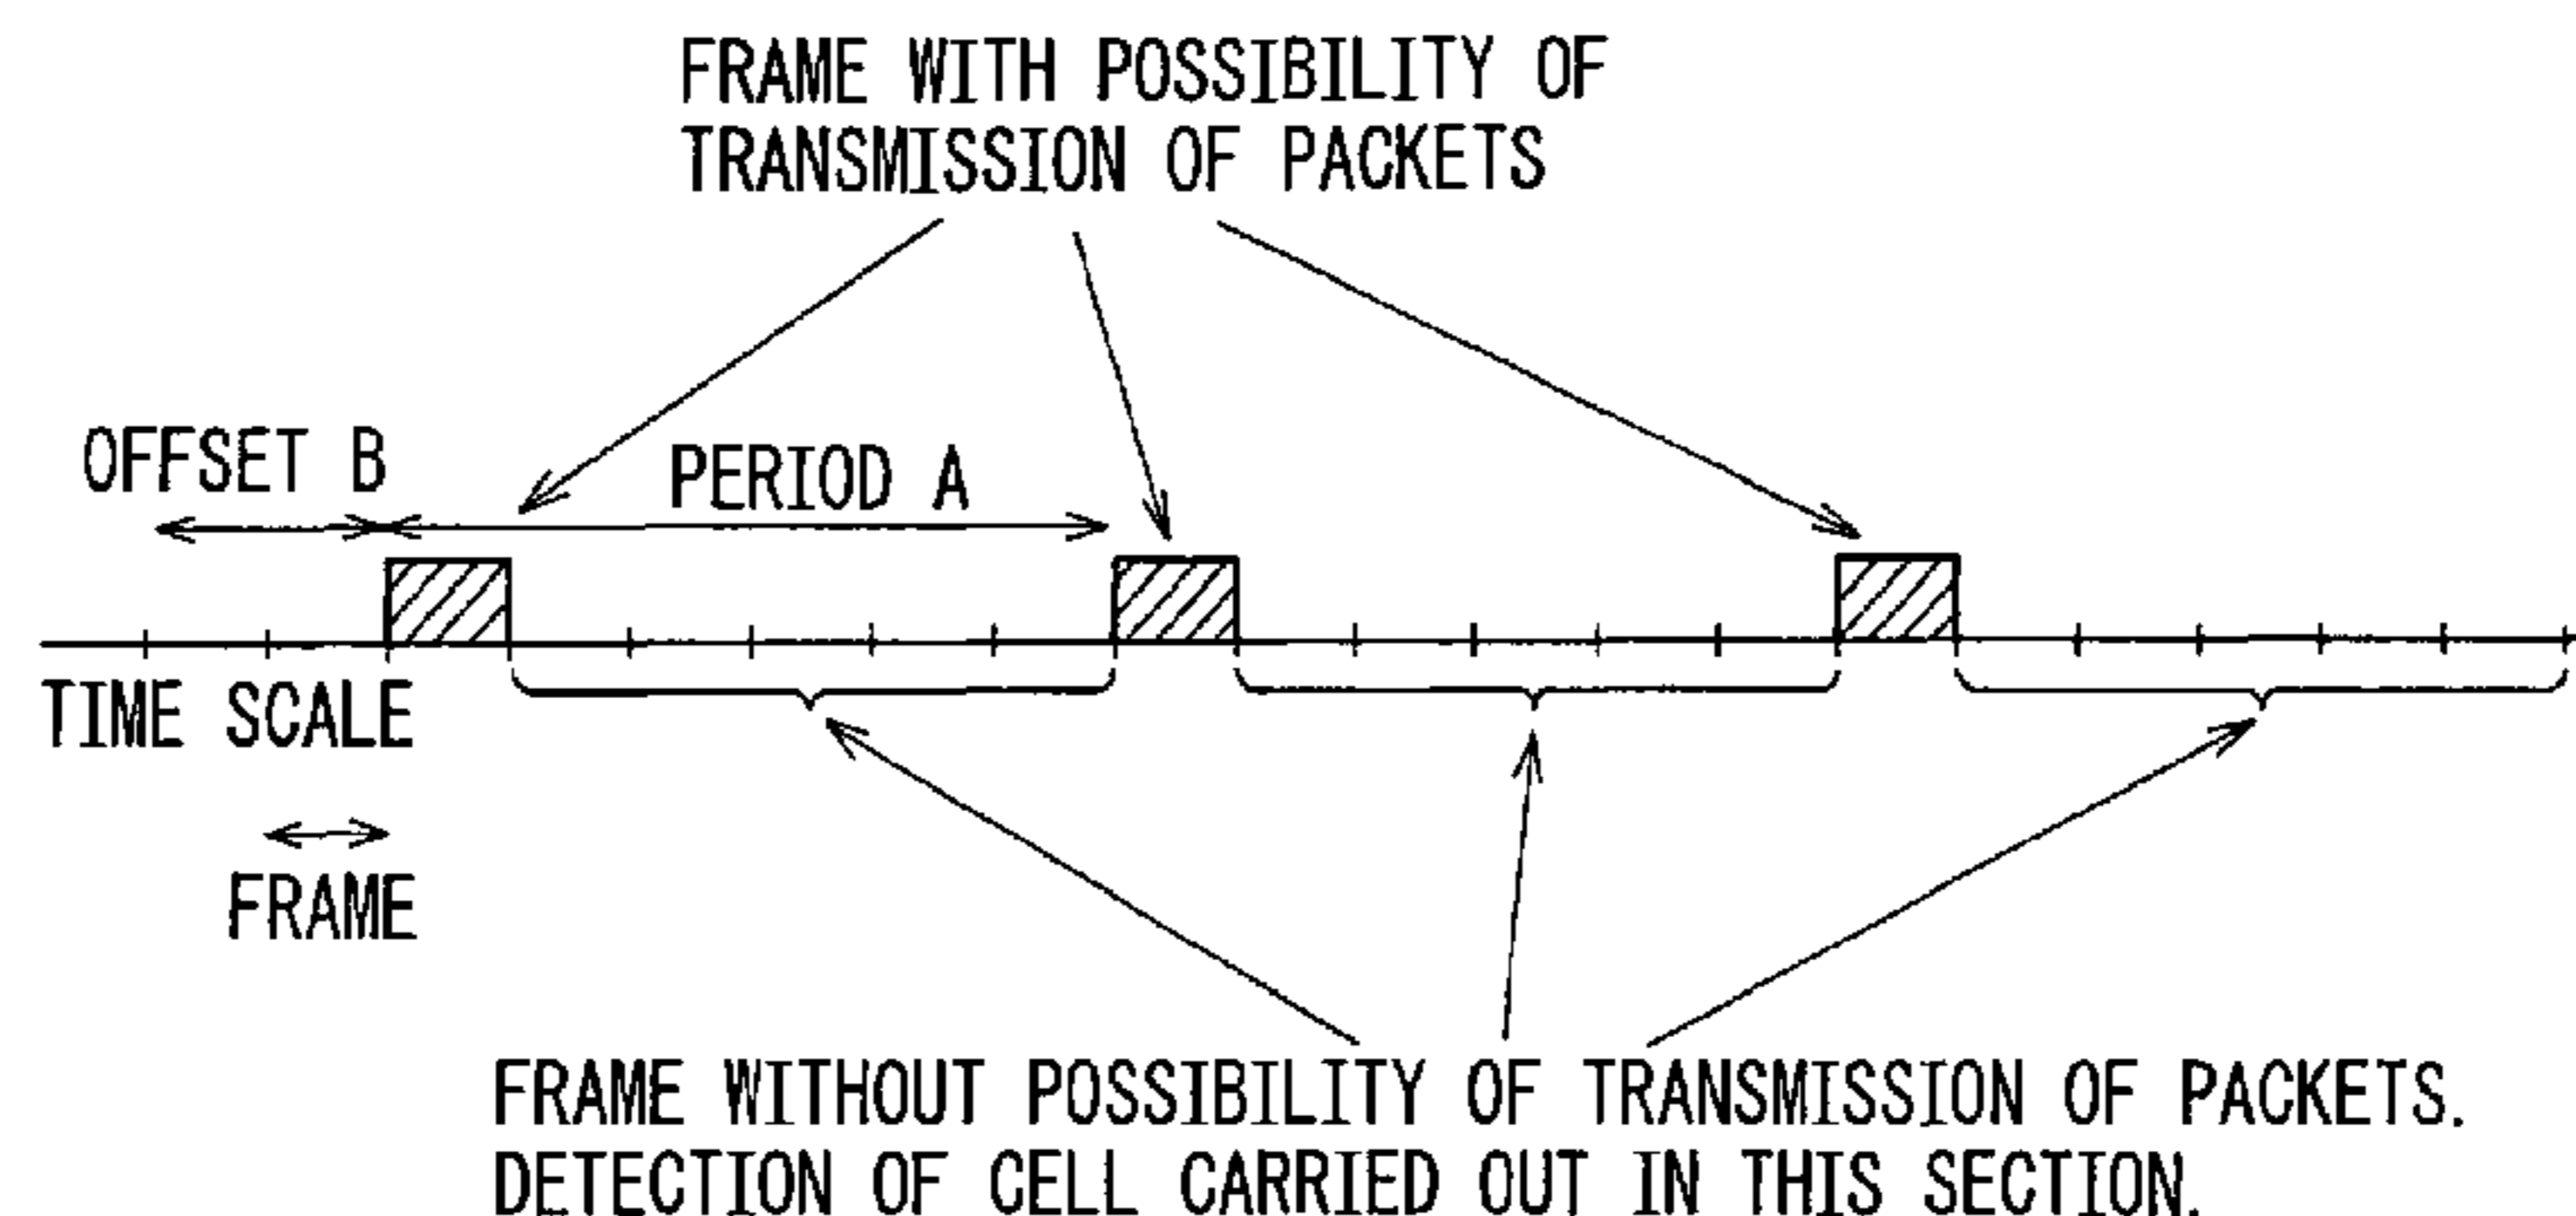 FRAME WITH POSSIBILITY OF
TRANSMISSION OF PACKETS
OFFSET B
PERIOD A
TIME SCALE
FRAME
FRAME WITHOUT POSSIBILITY OF TRANSMISSION OF PACKETS.
DETECTION OF CELL CARRIED OUT IN THIS SECTION.